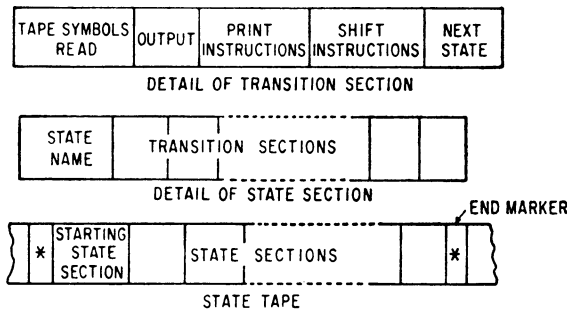 TAPE SYMBOLS READ
OUTPUT
PRINT INSTRUCTIONS
SHIFT INSTRUCTIONS
NEXT STATE
DETAIL OF TRANSITION SECTION
STATE NAME
TRANSITION SECTIONS
DETAIL OF STATE SECTION
END MARKER
*
STARTING STATE SECTION
STATE SECTIONS
*
STATE TAPE